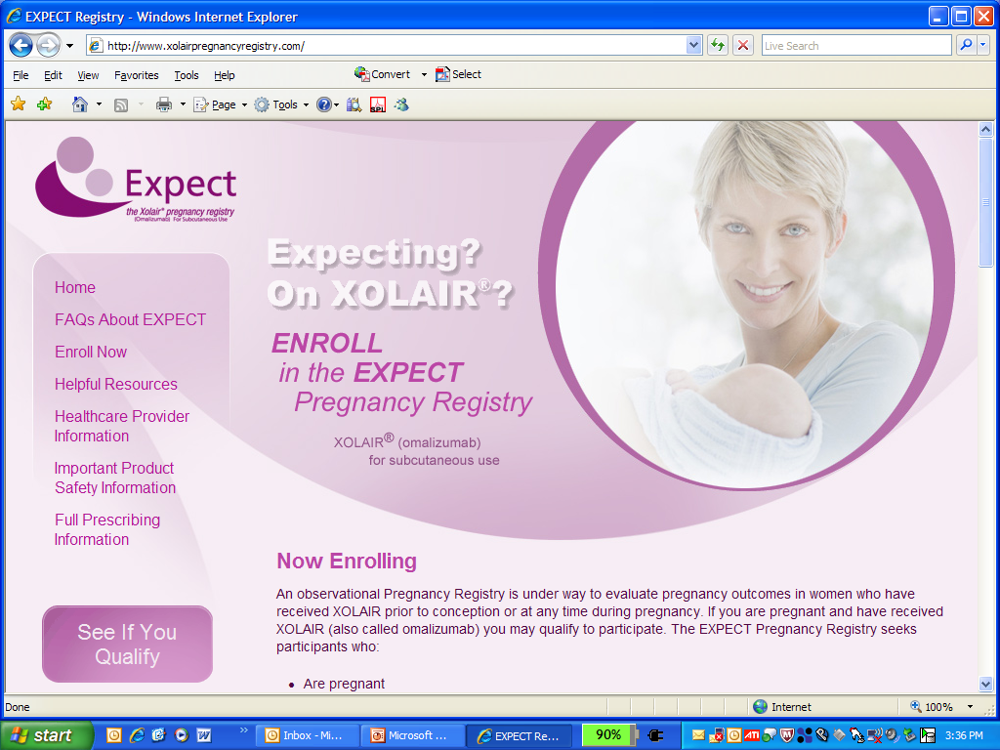 EXPECT Registry - Windows Internet Explorer
http://www.xolairpregnancyregistry.com/
Live Search
File Edit View Favorites Tools Help
Convert Select
Page Tools
Expect
the Xolair® pregnancy registry
(Omalizumab) For Subcutaneous Use
Home
FAQs About EXPECT
Enroll Now
Helpful Resources
Healthcare Provider
Information
Important Product
Safety Information
Full Prescribing
Information
See If You
Qualify
Expecting?
On XOLAIR®?
ENROLL
in the EXPECT
Pregnancy Registry
XOLAIR® (omalizumab)
for subcutaneous use
Now Enrolling
An observational Pregnancy Registry is under way to evaluate pregnancy outcomes in women who have
received XOLAIR prior to conception or at any time during pregnancy. If you are pregnant and have received
XOLAIR (also called omalizumab) you may qualify to participate. The EXPECT Pregnancy Registry seeks
participants who:
• Are pregnant
Done Internet 100%
start Inbox - Mi... Microsoft ... EXPECT Re... 90% ATI 3:36 PM